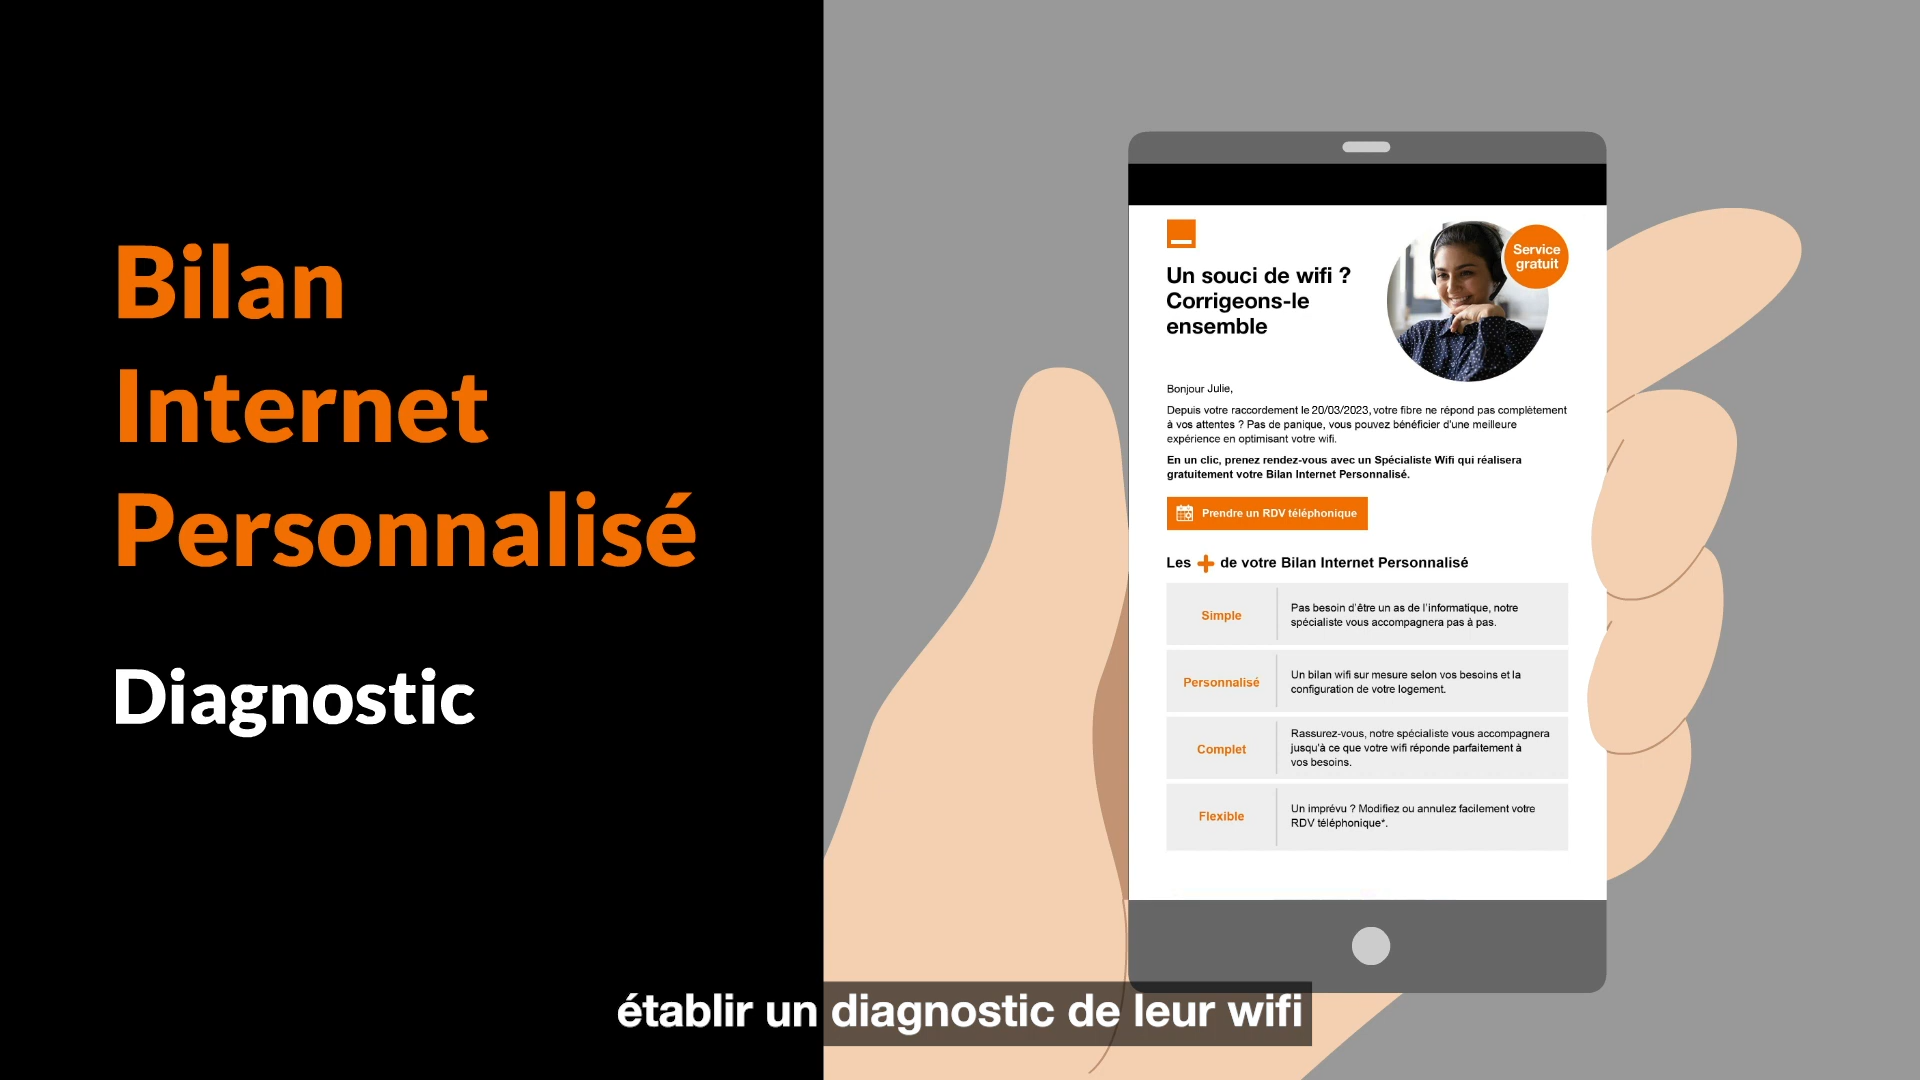 Bilan
Internet
Personnalisé
Diagnostic
Service
gratuit
Un souci de wifi ?
Corrigeons-le
ensemble
Bonjour Julie,
Depuis votre raccordement le 20/03/2023, votre fibre ne répond pas complètement
à vos attentes ? Pas de panique, vous pouvez bénéficier d'une meilleure
expérience en optimisant votre wifi.
En un clic, prenez rendez-vous avec un Spécialiste Wifi qui réalisera
gratuitement votre Bilan Internet Personnalisé.
Prendre un RDV téléphonique
Les + de votre Bilan Internet Personnalisé
Simple
Pas besoin d'être un as de l'informatique, notre
spécialiste vous accompagnera pas à pas.
Personnalisé
Un bilan wifi sur mesure selon vos besoins et la
configuration de votre logement.
Complet
Rassurez-vous, notre spécialiste vous accompagnera
jusqu'à ce que votre wifi réponde parfaitement à
vos besoins.
Flexible
Un imprévu ? Modifiez ou annulez facilement votre
RDV téléphonique*.
établir un diagnostic de leur wifi